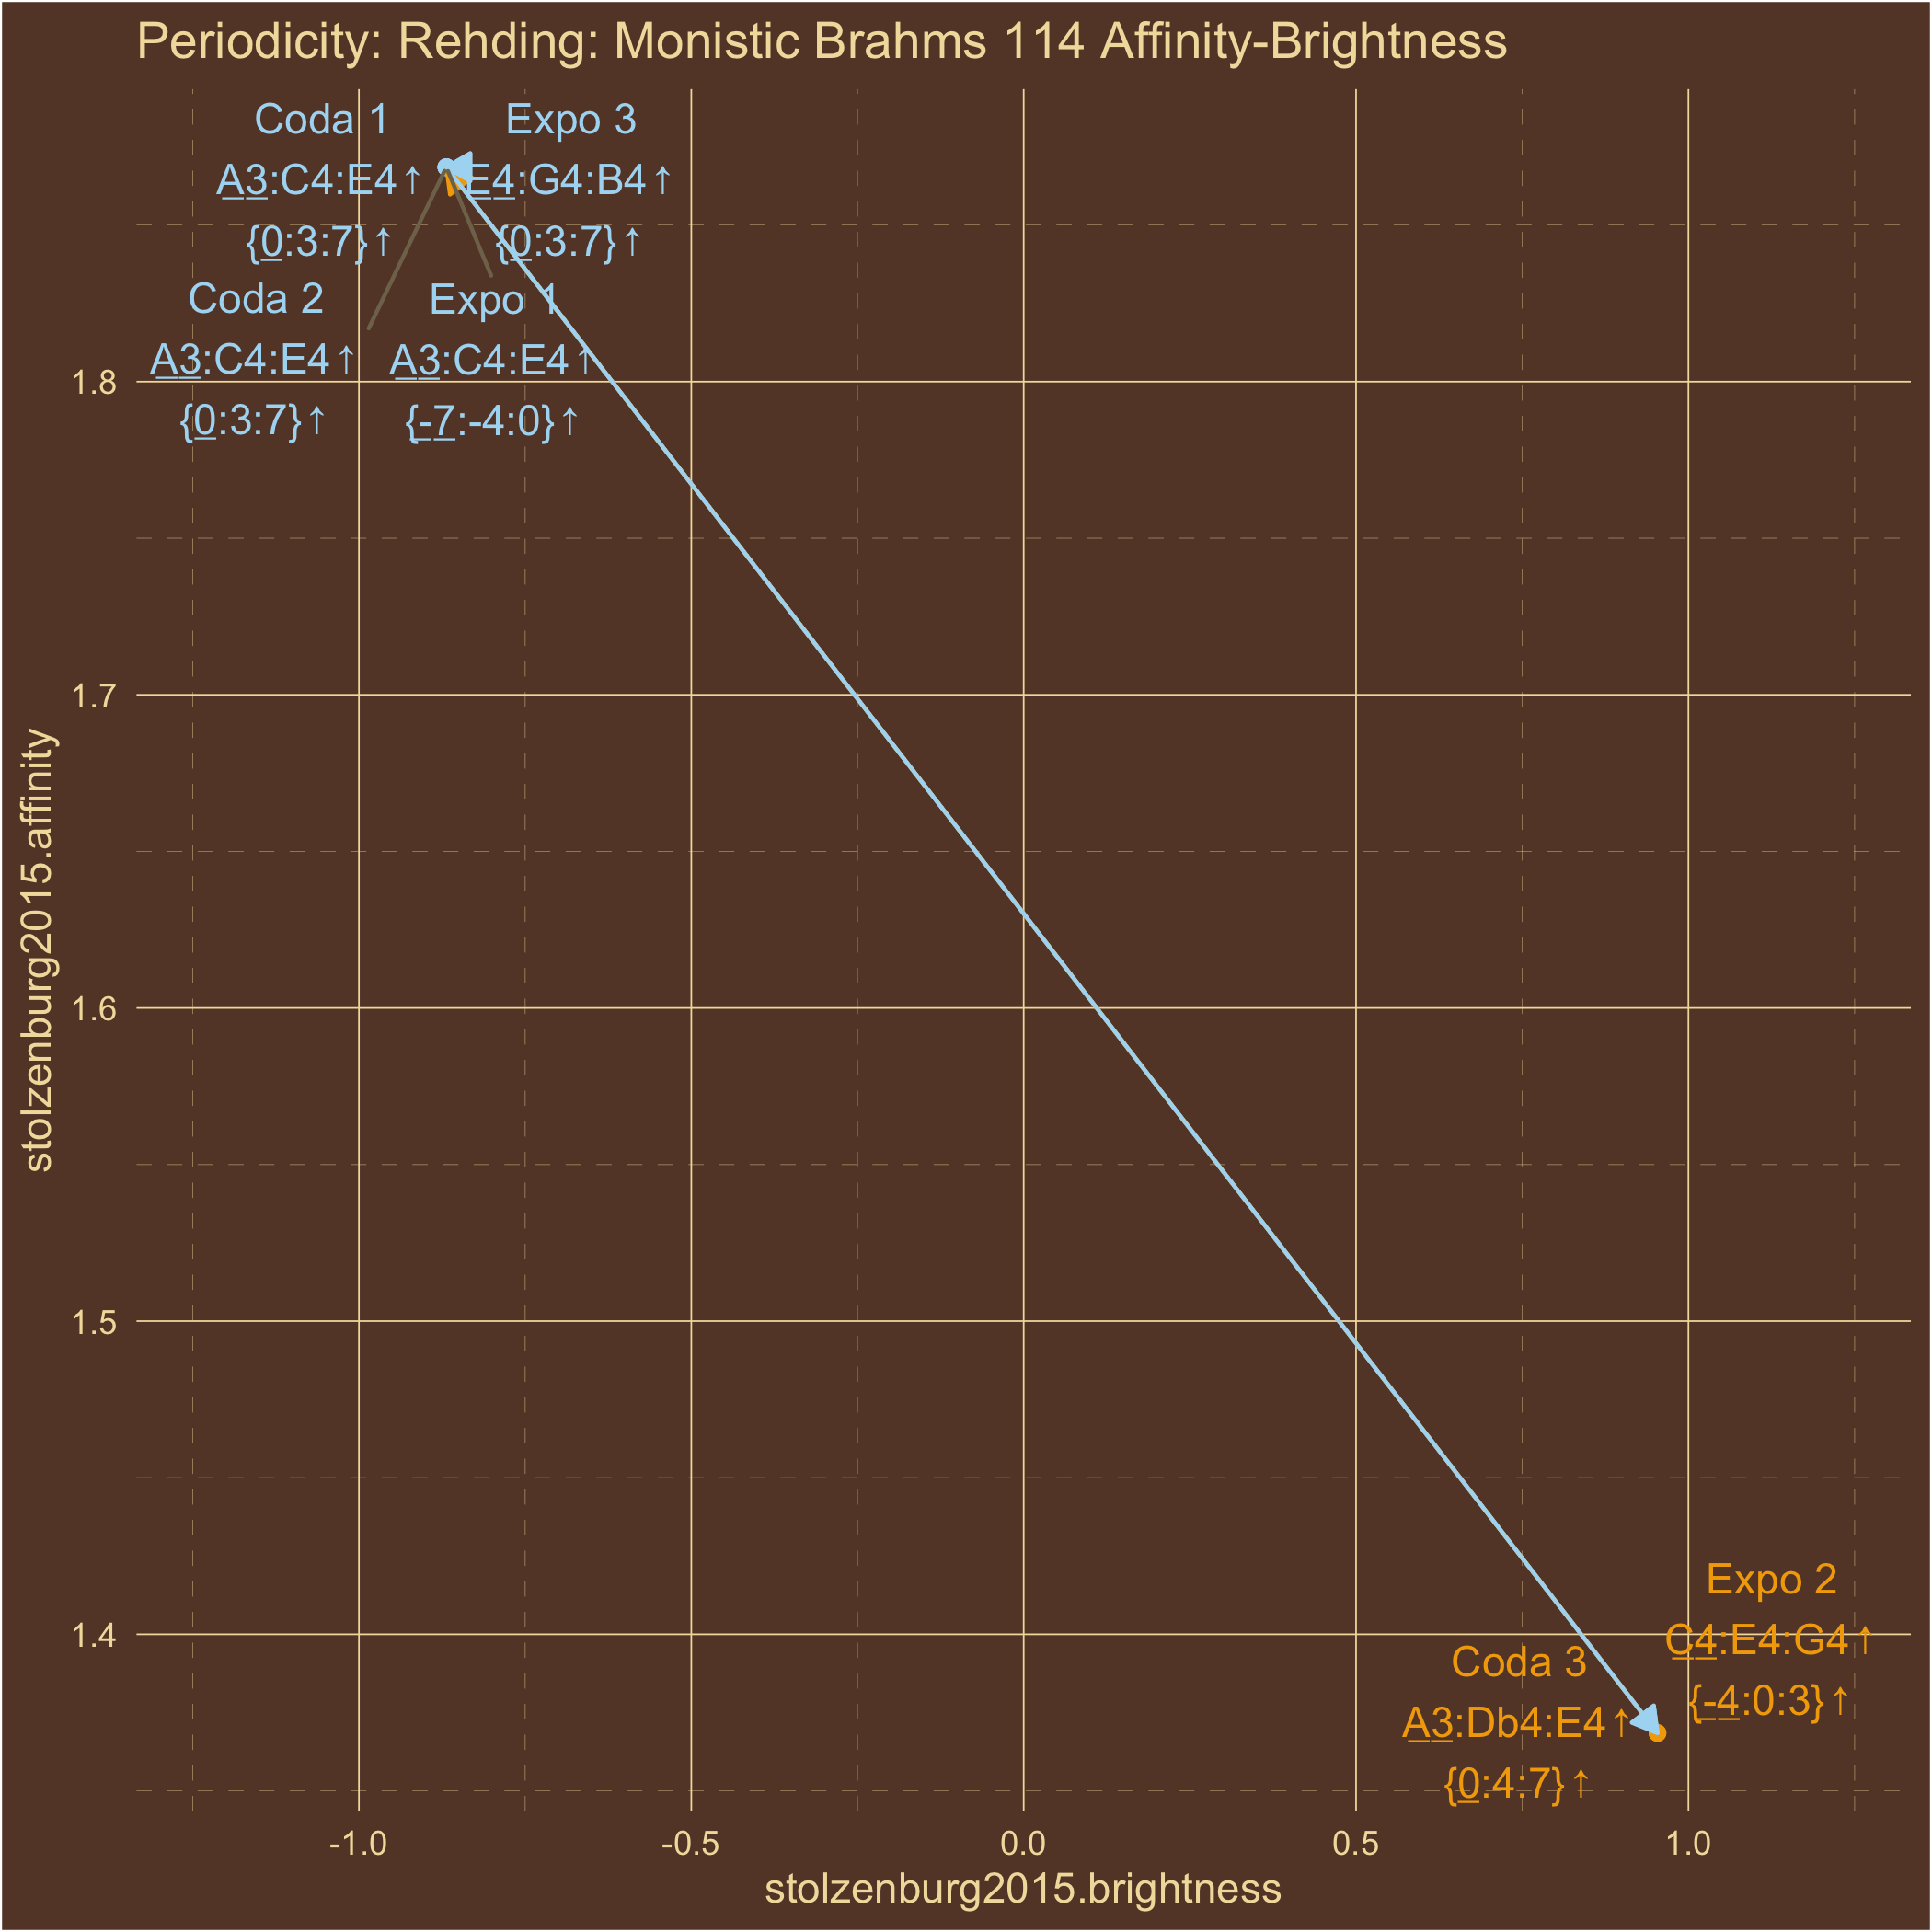 Periodicity: Rehding: Monistic Brahms 114 Affinity-Brightness
Coda 1
A3:C4:E4↑
{0:3:7}↑
Expo 3
E4:G4:B4↑
{0:3:7}↑
Coda 2
A3:C4:E4↑
{0:3:7}↑
Expo 1
A3:C4:E4↑
{-7:-4:0}↑
1.8
1.7
1.6
1.5
1.4
stolzenburg2015.affinity
Expo 2
C4:E4:G4↑
{-4:0:3}↑
Coda 3
A3:Db4:E4↑
{0:4:7}↑
-1.0
-0.5
0.0
0.5
1.0
stolzenburg2015.brightness